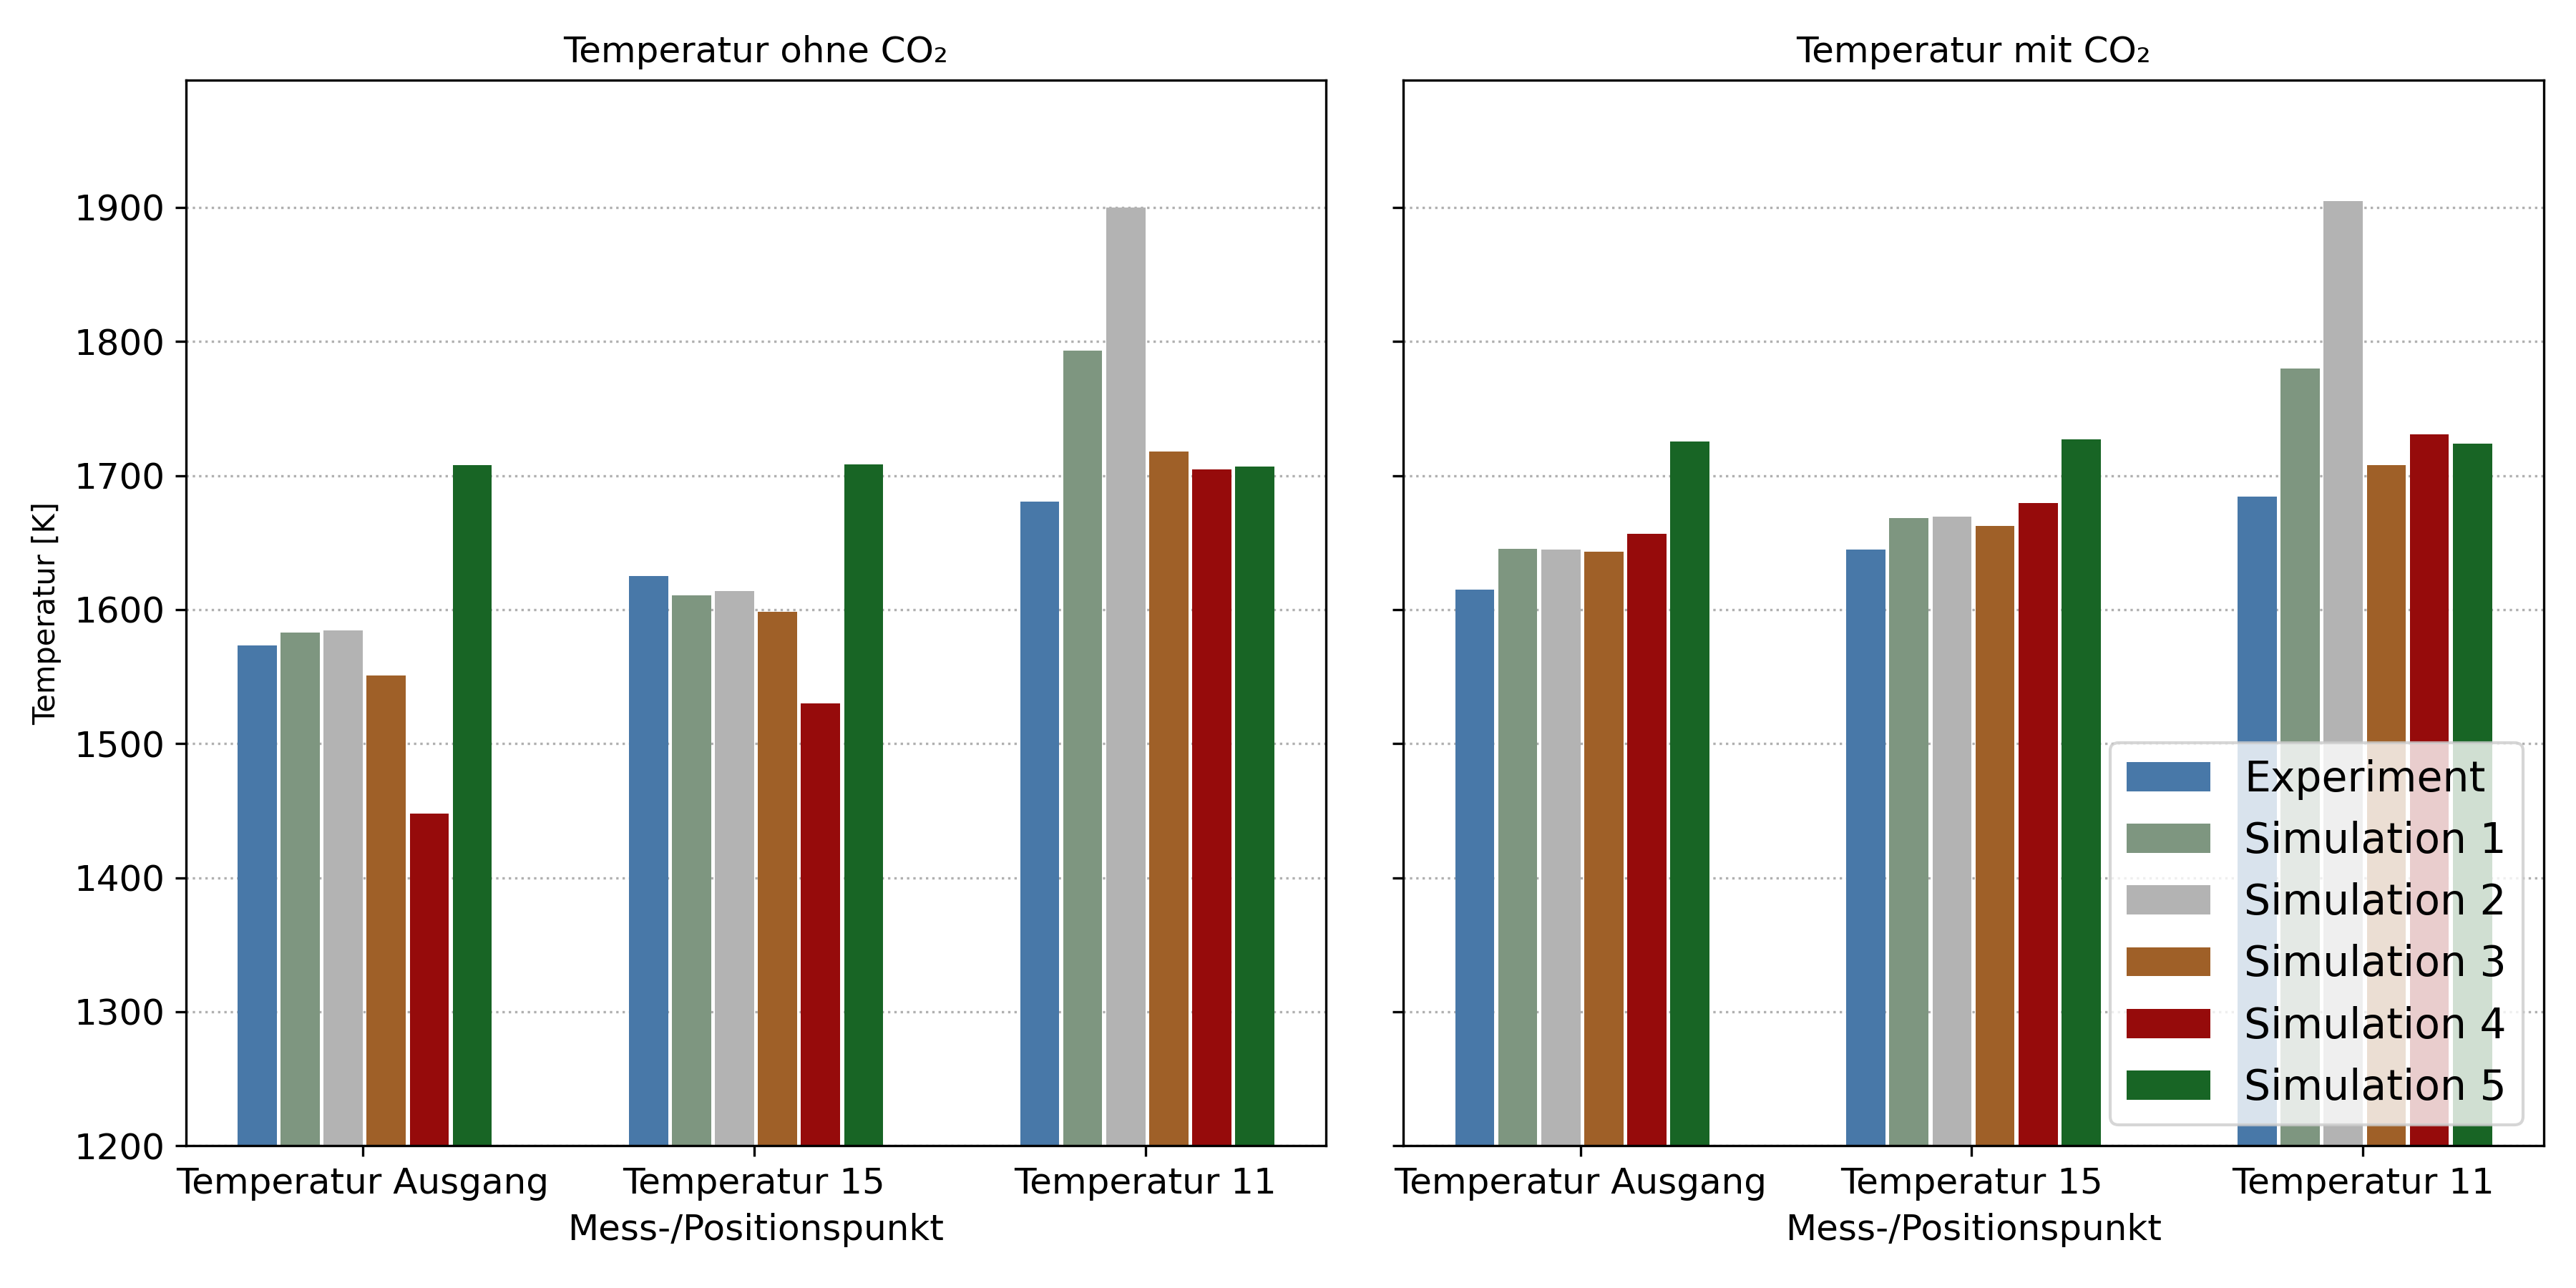 Temperatur ohne CO₂
Temperatur mit CO₂
Temperatur [K]
1900
1800
1700
1600
1500
1400
1300
1200
Temperatur Ausgang
Temperatur 15
Temperatur 11
Mess-/Positionspunkt
Temperatur Ausgang
Temperatur 15
Temperatur 11
Mess-/Positionspunkt
Experiment
Simulation 1
Simulation 2
Simulation 3
Simulation 4
Simulation 5